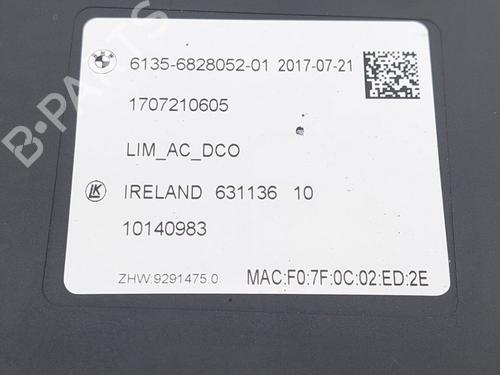 6135-6828052-01 2017-07-21
1707210605
LIM_AC_DCO
LK IRELAND 631136 10
10140983
ZHW:9291475.0 MAC:F0:7F:0C:02:ED:2E
B-PARTS